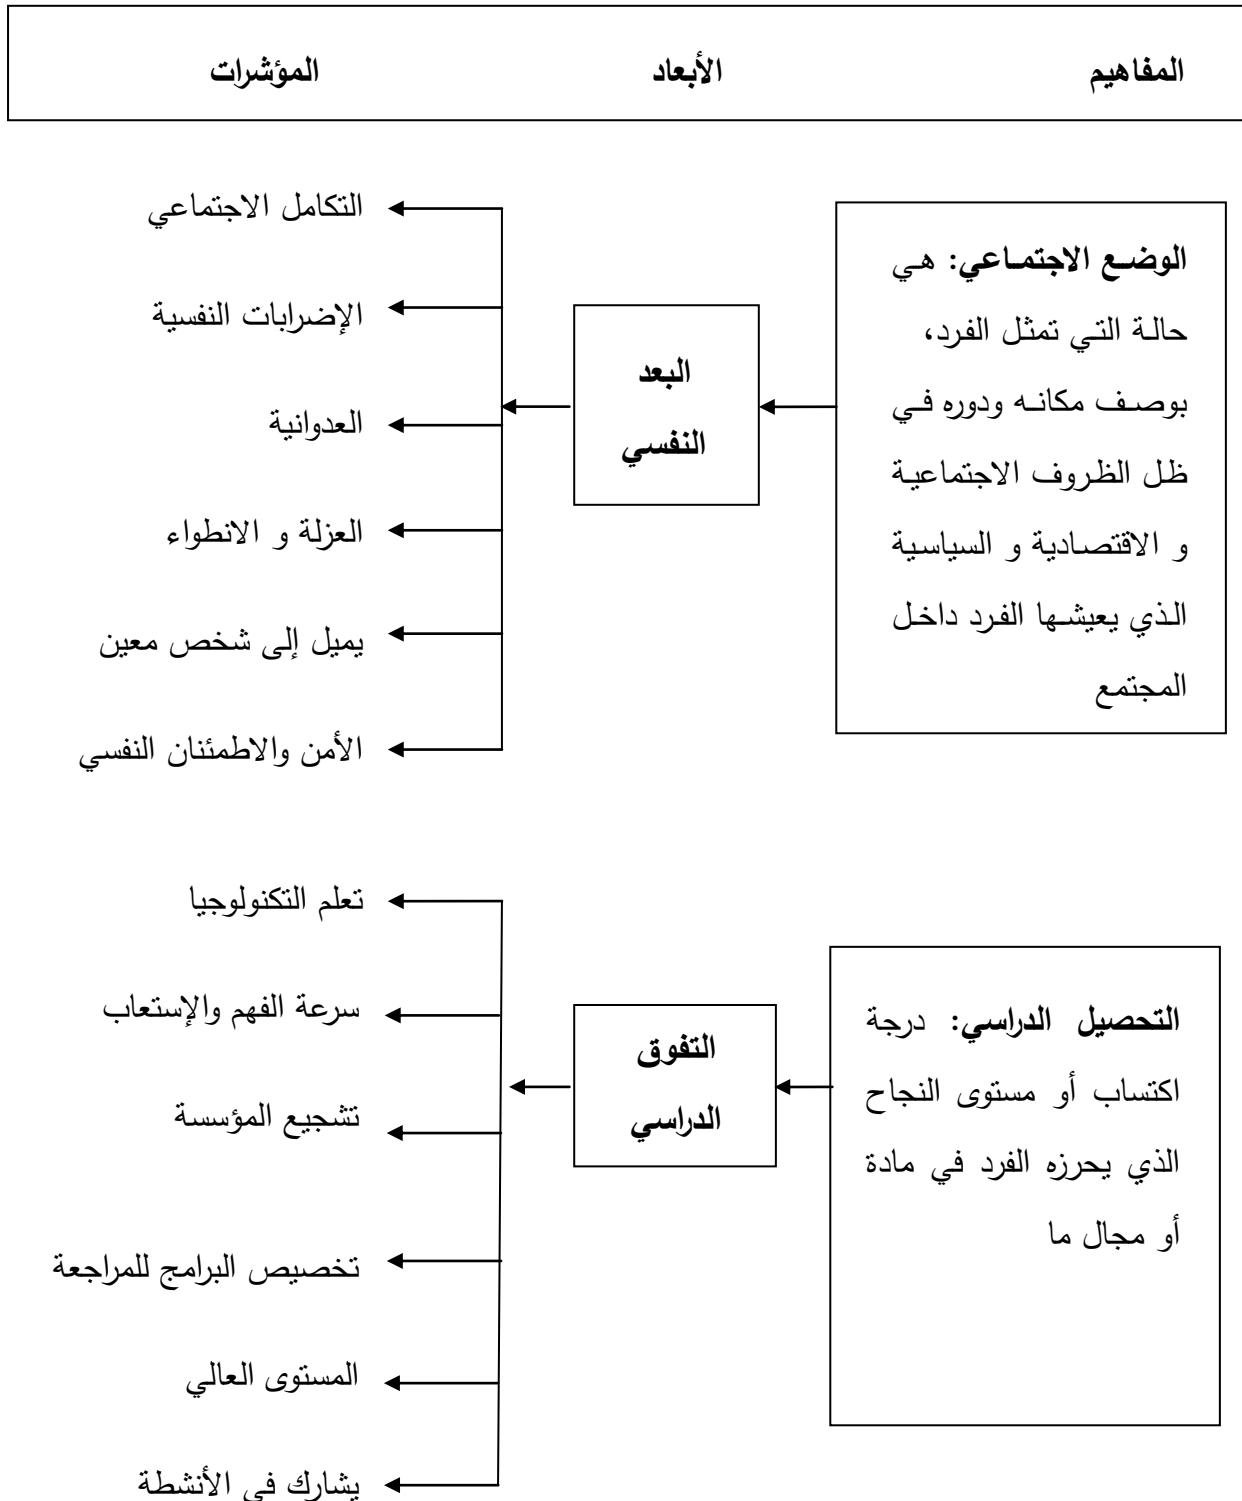 المفاهيم الأبعاد المؤشرات
الوضع الاجتماعي: هي
حالة التي تمثل الفرد،
بوصف مكانه ودوره في
ظل الظروف الاجتماعية
و الاقتصادية و السياسية
الذي يعيشها الفرد داخل
المجتمع
البعد
النفسي
التكامل الاجتماعي
الإضرابات النفسية
العدوانية
العزلة و الانطواء
يميل إلى شخص معين
الأمن والاطمئنان النفسي
التحصيل الدراسي: درجة
اكتساب أو مستوى النجاح
الذي يحرزه الفرد في مادة
أو مجال ما
التفوق
الدراسي
تعلم التكنولوجيا
سرعة الفهم والإستعاب
تشجيع المؤسسة
تخصيص البرامج للمراجعة
المستوى العالي
يشارك في الأنشطة